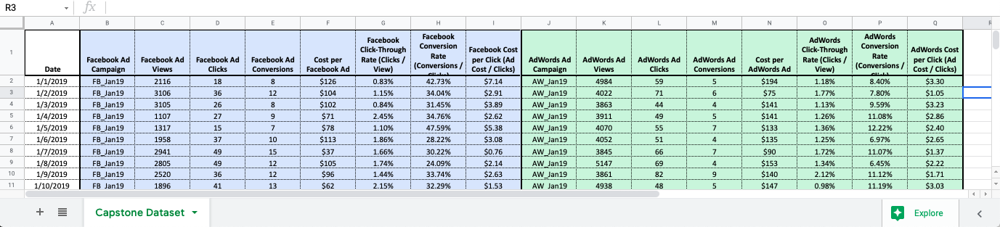 R3 fx
A B C D E F G H I J K L M N O P Q
1 Date Facebook Ad Campaign Facebook Ad Views Facebook Ad Clicks Facebook Ad Conversions Cost per Facebook Ad Facebook Click-Through Rate (Clicks / View) Facebook Conversion Rate (Conversions / Facebook Cost per Click (Ad Cost / Clicks) AdWords Ad Campaign AdWords Ad Views AdWords Ad Clicks AdWords Ad Conversions Cost per AdWords Ad AdWords Click-Through Rate (Clicks / View) AdWords Conversion Rate (Conversions / AdWords Cost per Click (Ad Cost / Clicks)
2 1/1/2019 FB_Jan19 2116 18 8 $126 0.83% 42.73% $7.14 AW_Jan19 4984 59 5 $194 1.18% 8.40% $3.30
3 1/2/2019 FB_Jan19 3106 36 12 $104 1.15% 34.04% $2.91 AW_Jan19 4022 71 6 $75 1.77% 7.80% $1.05
4 1/3/2019 FB_Jan19 3105 26 8 $102 0.84% 31.45% $3.89 AW_Jan19 3863 44 4 $141 1.13% 9.59% $3.23
5 1/4/2019 FB_Jan19 1107 27 9 $71 2.45% 34.76% $2.62 AW_Jan19 3911 49 5 $141 1.26% 11.08% $2.86
6 1/5/2019 FB_Jan19 1317 15 7 $78 1.10% 47.59% $5.38 AW_Jan19 4070 55 7 $133 1.36% 12.22% $2.40
7 1/6/2019 FB_Jan19 1958 37 10 $113 1.86% 28.22% $3.08 AW_Jan19 4052 51 4 $135 1.25% 6.97% $2.65
8 1/7/2019 FB_Jan19 2941 49 15 $37 1.66% 30.22% $0.76 AW_Jan19 3845 66 7 $90 1.72% 11.07% $1.37
9 1/8/2019 FB_Jan19 2805 49 12 $105 1.74% 24.09% $2.14 AW_Jan19 5147 69 4 $153 1.34% 6.45% $2.22
10 1/9/2019 FB_Jan19 2520 36 12 $96 1.44% 33.74% $2.63 AW_Jan19 3861 82 9 $140 2.12% 11.12% $1.71
11 1/10/2019 FB_Jan19 1896 41 13 $62 2.15% 32.29% $1.53 AW_Jan19 4938 48 5 $147 0.98% 11.19% $3.03
Capstone Dataset Explore